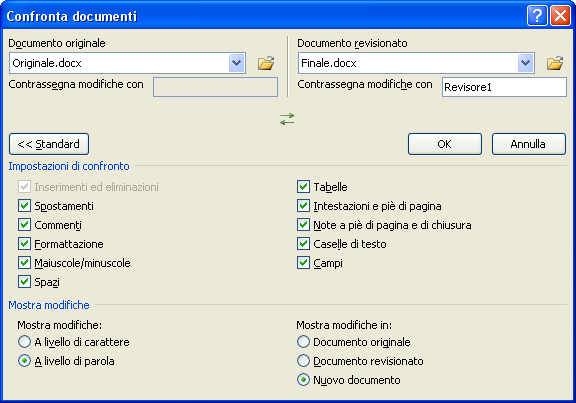 Confronta documenti
Documento originale
Documento revisionato
Originale.docx
Finale.docx
Contrassegna modifiche con
Contrassegna modifiche con
Revisore1
<< Standard
OK
Annulla
Impostazioni di confronto
Inserimenti ed eliminazioni
Tabelle
Spostamenti
Intestazioni e piè di pagina
Commenti
Note a piè di pagina e di chiusura
Formattazione
Caselle di testo
Maiuscole/minuscole
Campi
Spazi
Mostra modifiche
Mostra modifiche:
Mostra modifiche in:
A livello di carattere
Documento originale
A livello di parola
Documento revisionato
Nuovo documento